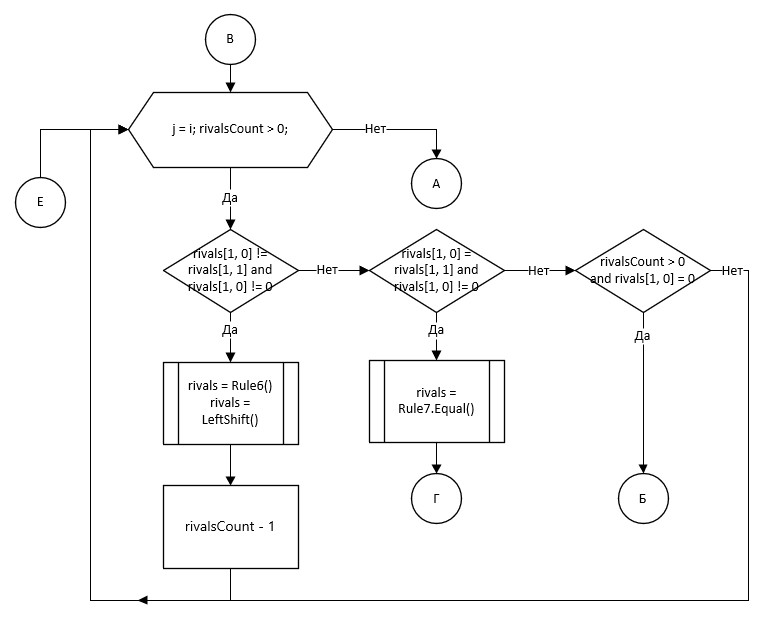 В
j = i; rivalsCount > 0;
Нет
Е
А
Да
rivals[1, 0] !=
rivals[1, 1] and
rivals[1, 0] != 0
Нет
rivals[1, 0] =
rivals[1, 1] and
rivals[1, 0] != 0
Нет
rivalsCount > 0
and rivals[1, 0] = 0
Нет
Да
Да
Да
rivals = Rule6()
rivals =
LeftShift()
rivals =
Rule7.Equal()
Г
Б
rivalsCount - 1